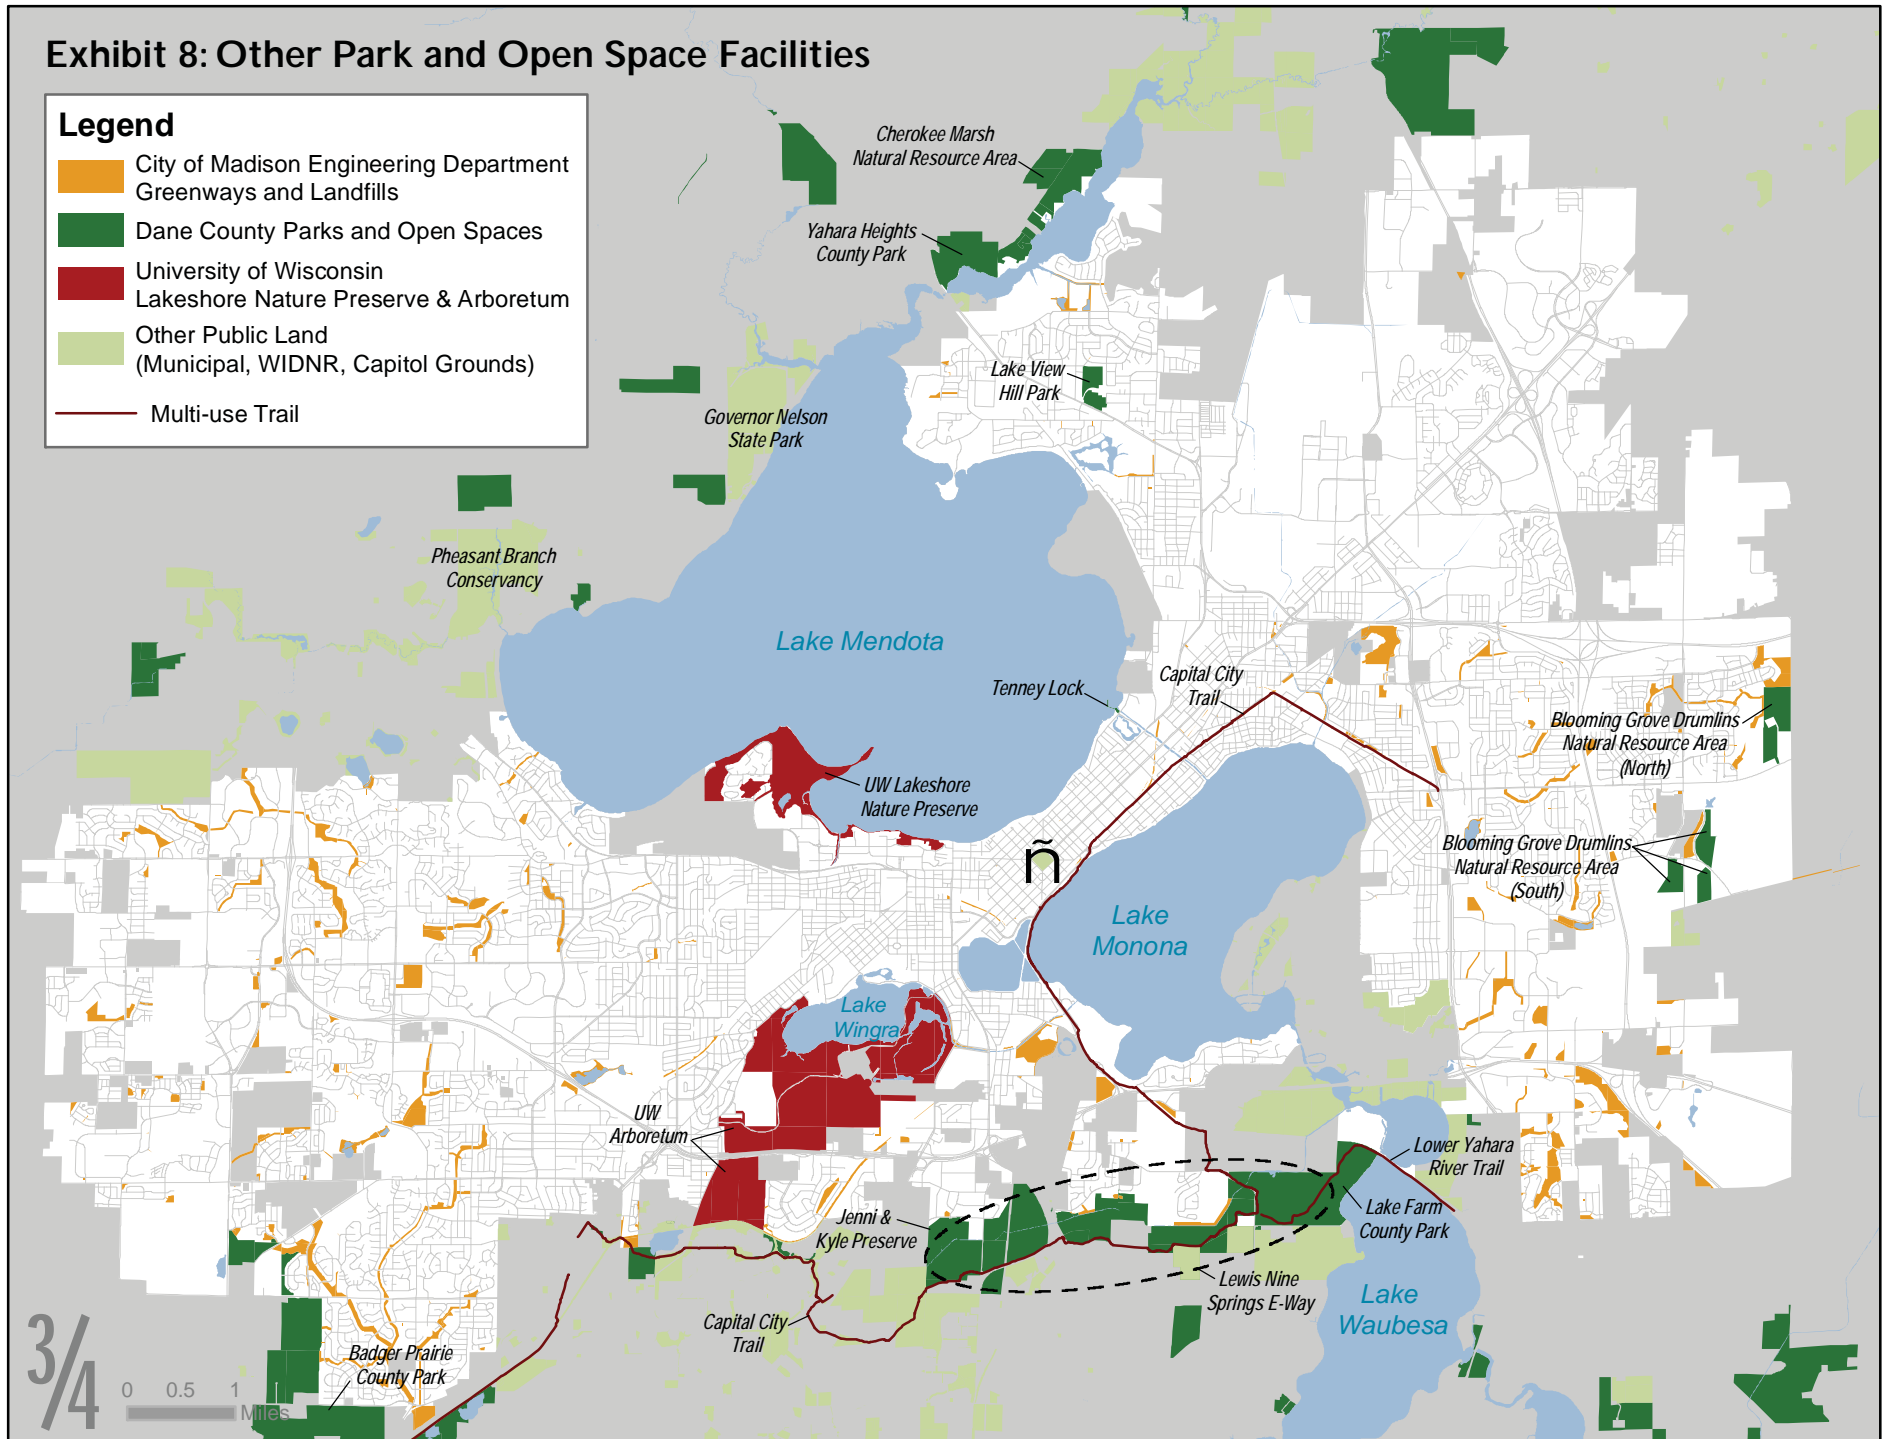 Exhibit 8: Other Park and Open Space Facilities
Legend
City of Madison Engineering Department
Greenways and Landfills
Dane County Parks and Open Spaces
University of Wisconsin
Lakeshore Nature Preserve & Arboretum
Other Public Land
(Municipal, WIDNR, Capitol Grounds)
Multi-use Trail
Cherokee Marsh
Natural Resource Area
Yahara Heights
County Park
Lake View
Hill Park
Governor Nelson
State Park
Pheasant Branch
Conservancy
Lake Mendota
Tenney Lock
Capital City
Trail
Blooming Grove Drumlins
Natural Resource Area
(North)
UW Lakeshore
Nature Preserve
ñ
Blooming Grove Drumlins
Natural Resource Area
(South)
Lake
Monona
Lake
Wingra
UW
Arboretum
Lower Yahara
River Trail
Jenni &
Kyle Preserve
Lake Farm
County Park
Lewis Nine
Springs E-Way
Lake
Waubesa
Capital City
Trail
Badger Prairie
County Park
3/4
0 0.5 1
Miles